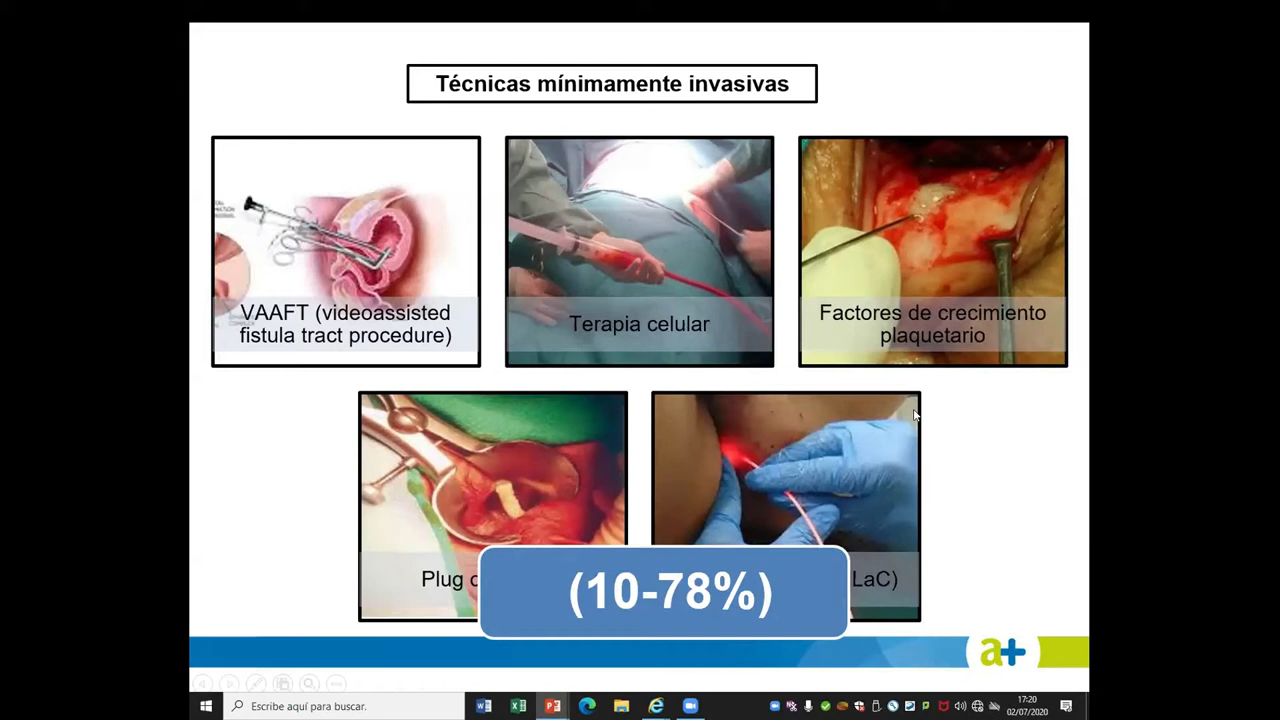 Técnicas mínimamente invasivas
VAAFT (videoassisted
fistula tract procedure)
Terapia celular
Factores de crecimiento
plaquetario
Plug
LaC)
(10-78%)
a+
Escribe aquí para buscar.
17:20
02/07/2020